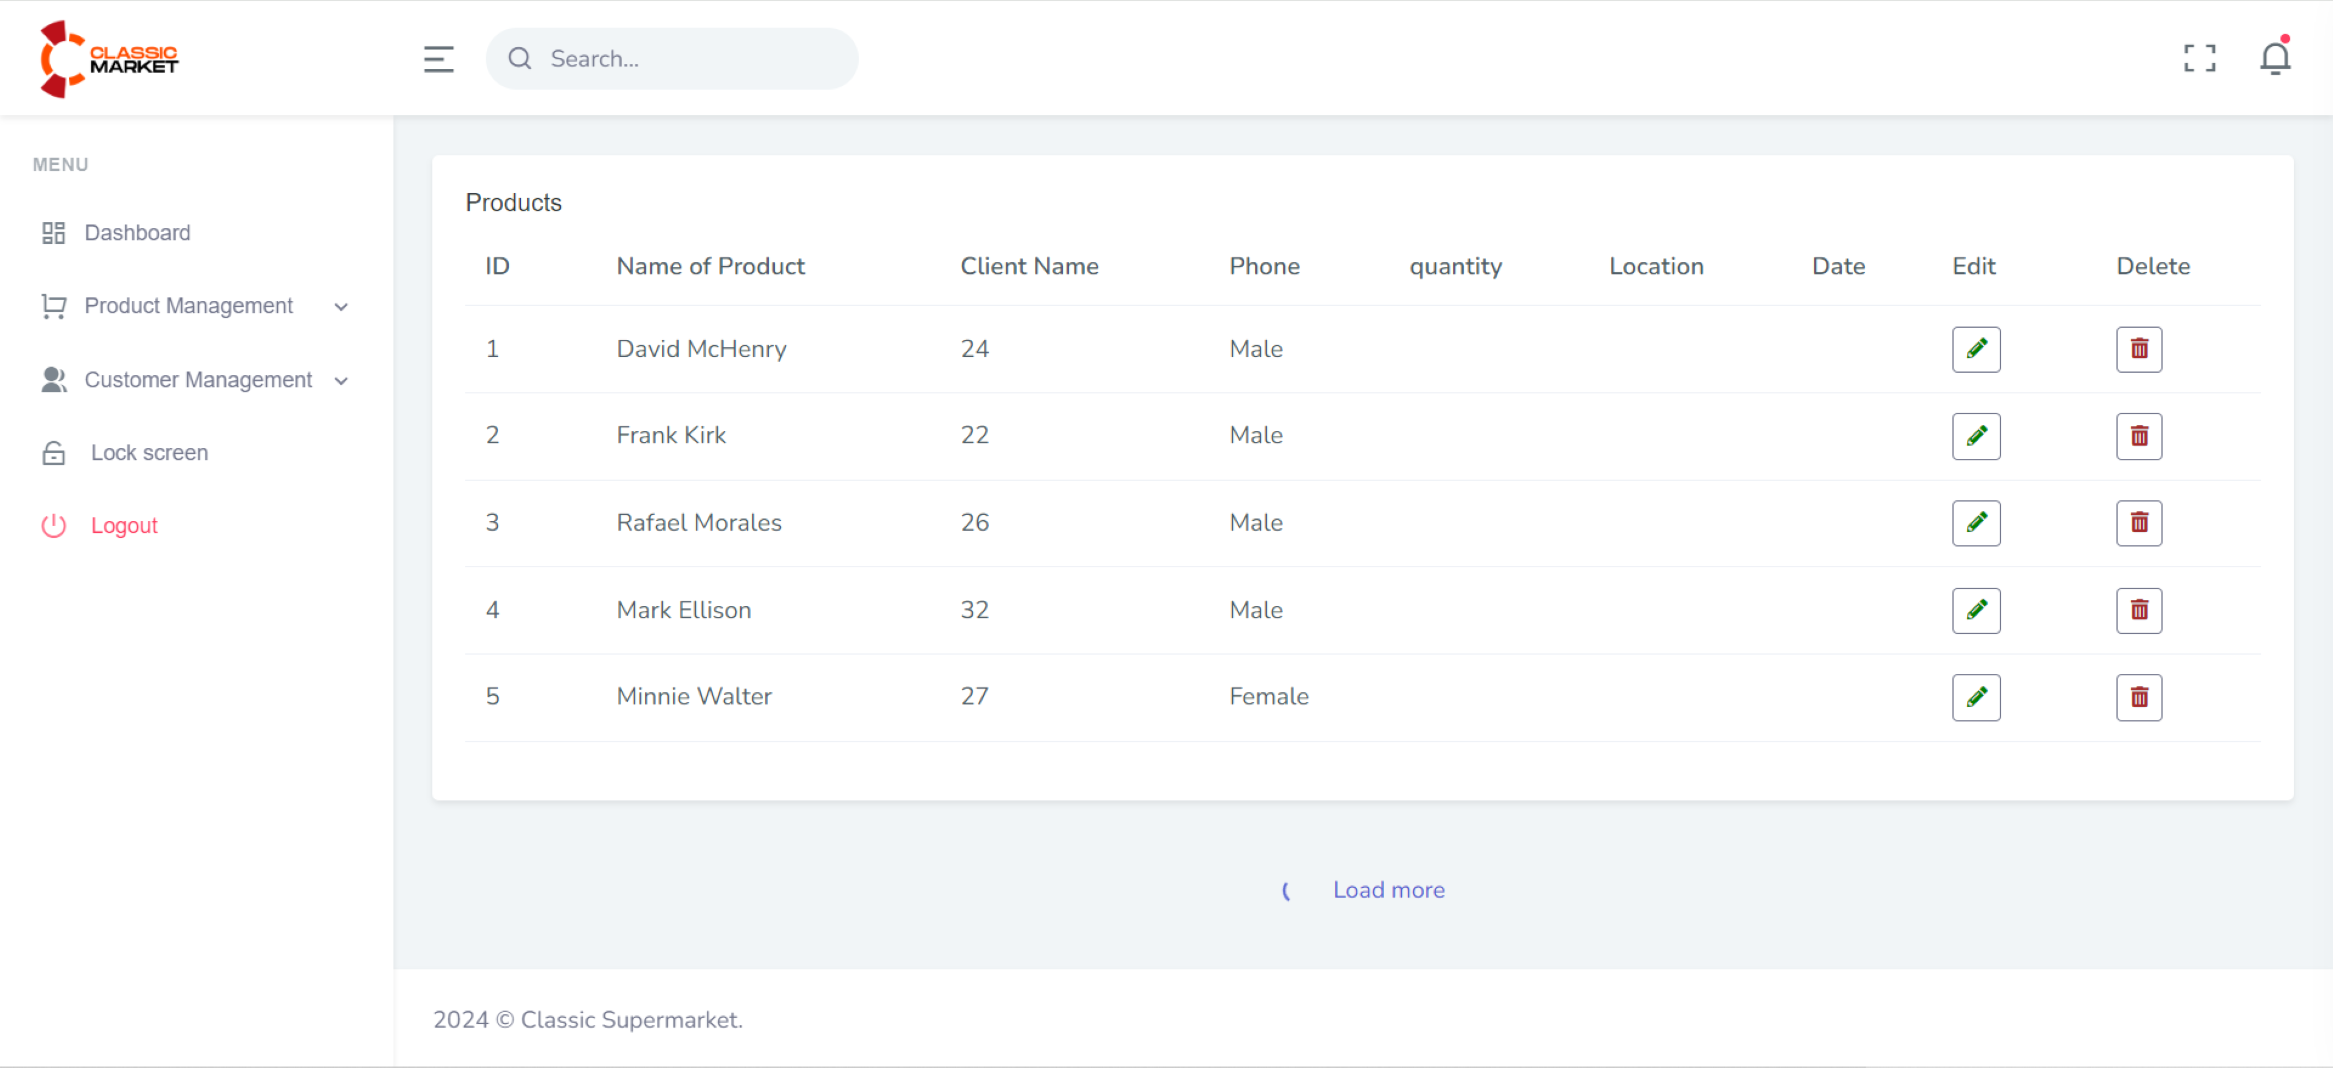 CLASSIC
MARKET
Search...
MENU
Dashboard
Product Management
Customer Management
Lock screen
Logout
Products
ID Name of Product Client Name Phone quantity Location Date Edit Delete
1 David McHenry 24 Male
2 Frank Kirk 22 Male
3 Rafael Morales 26 Male
4 Mark Ellison 32 Male
5 Minnie Walter 27 Female
Load more
2024 © Classic Supermarket.